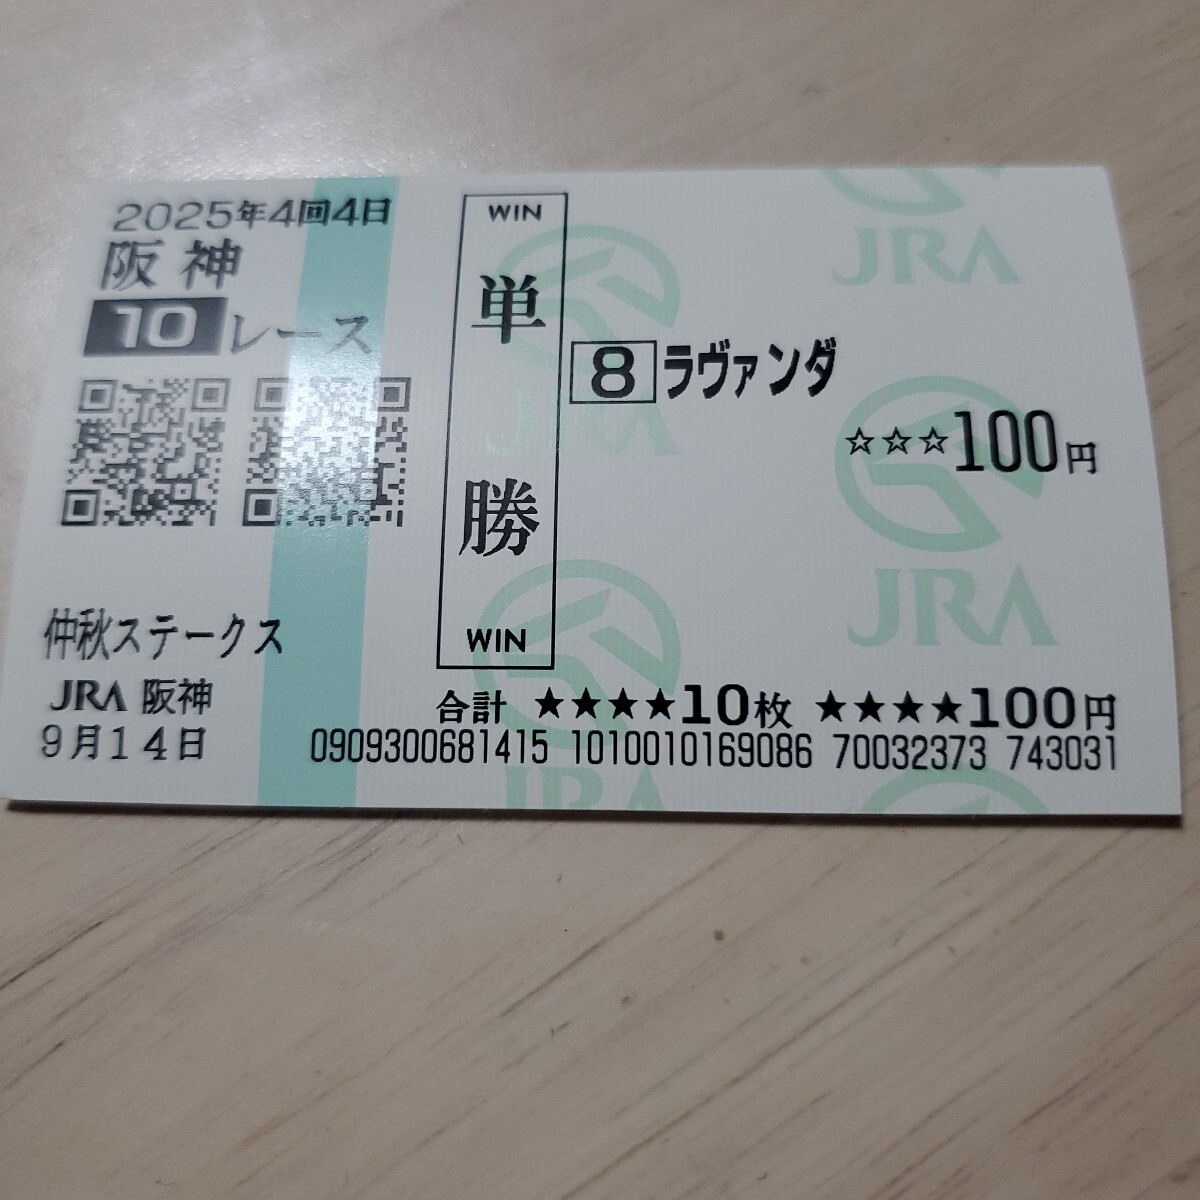 2025年4回4日
阪神
10レース
仲秋ステークス
JRA 阪神
9月14日
WIN
単勝
WIN
8 ラヴァンダ
☆☆☆100円
合計 ★★★★10枚 ★★★★100円
0909300681415 1010010169086 70032373 743031
JRA
JRA
JRA
JRA